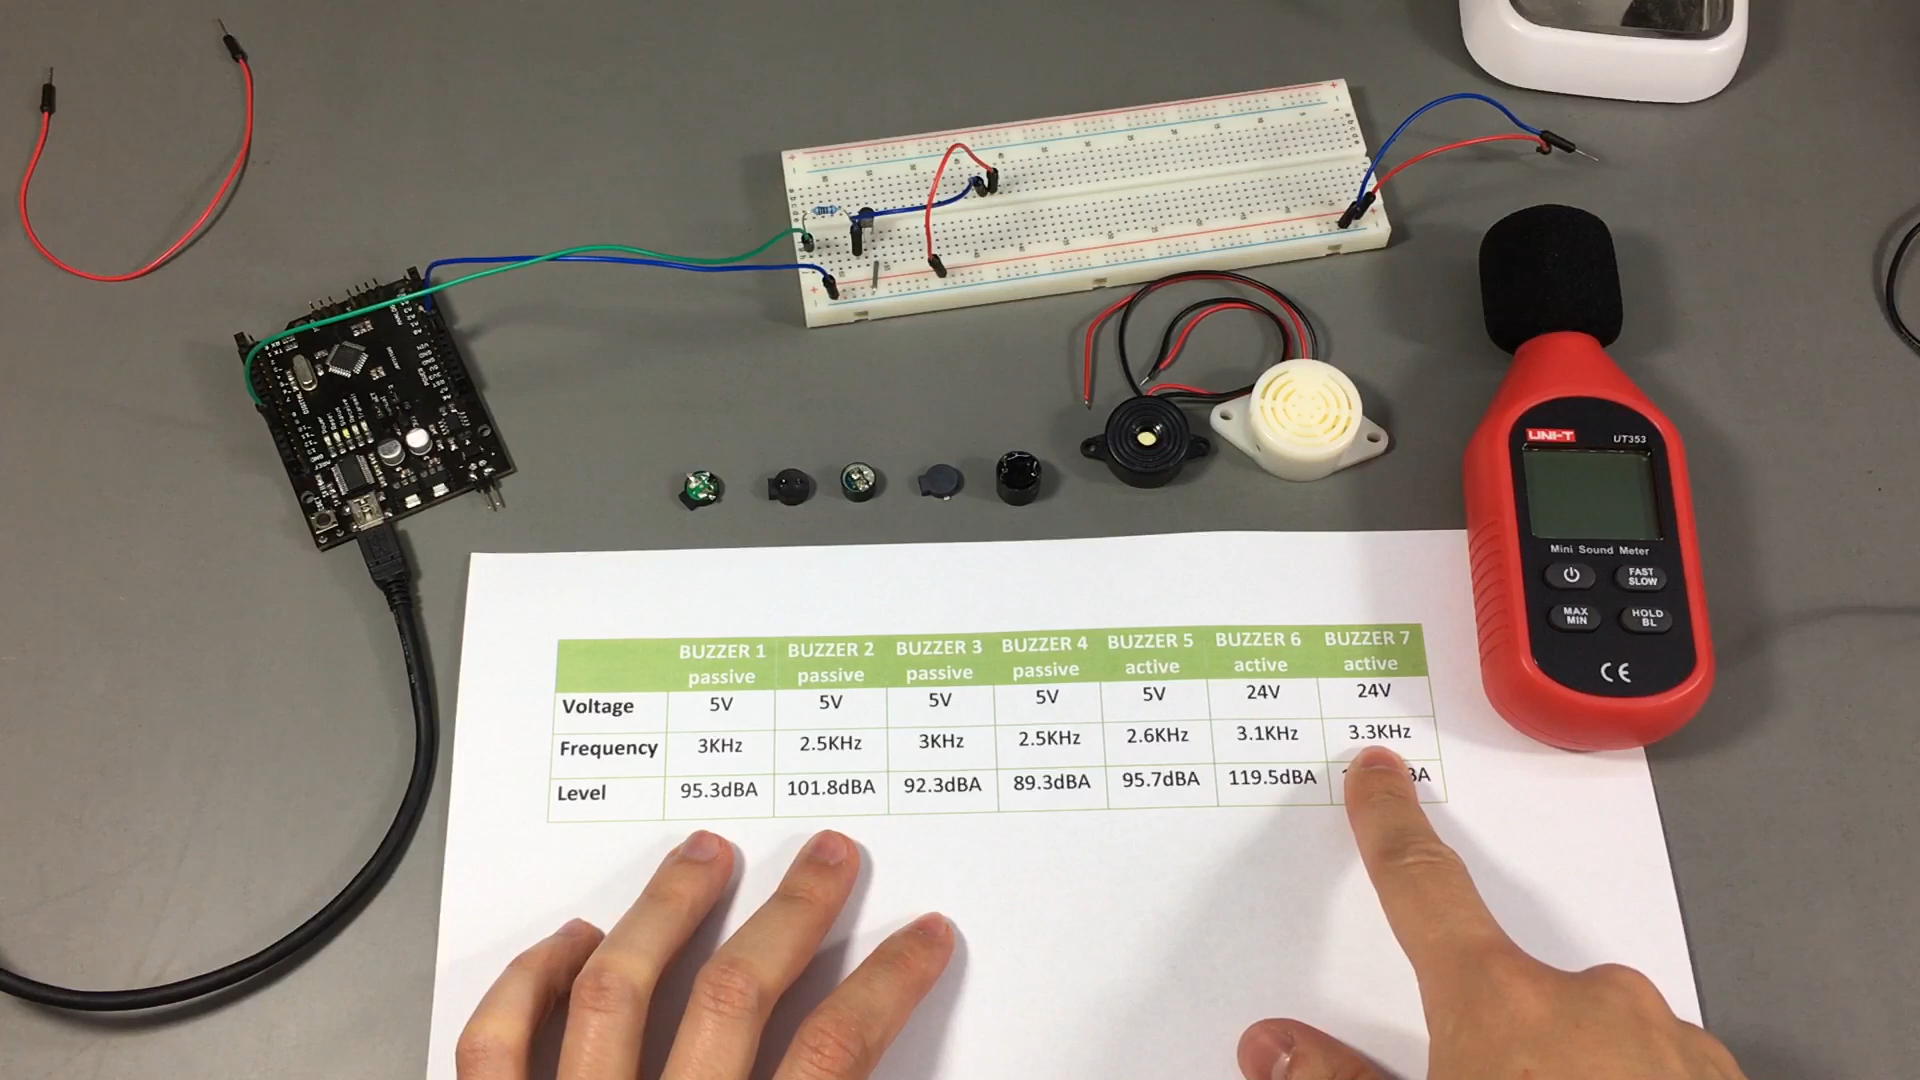 UNI-T
UT353
Mini Sound Meter
FAST
SLOW
MAX
MIN
HOLD
BL
CE
BUZZER 1 BUZZER 2 BUZZER 3 BUZZER 4 BUZZER 5 BUZZER 6 BUZZER 7
passive passive passive passive active active active
Voltage 5V 5V 5V 5V 5V 24V 24V
Frequency 3KHz 2.5KHz 3KHz 2.5KHz 2.6KHz 3.1KHz 3.3KHz
Level 95.3dBA 101.8dBA 92.3dBA 89.3dBA 95.7dBA 119.5dBA